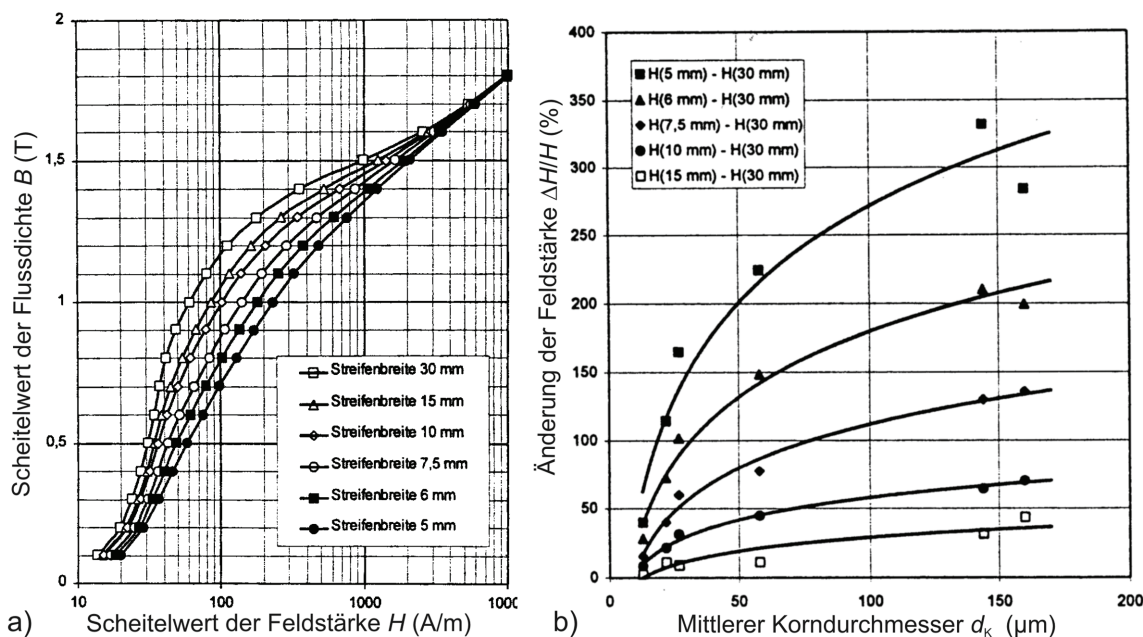 Scheitelwert der Flussdichte B (T)
2
1,5
1
0,5
0
10
100
1000
1000
Streifenbreite 30 mm
Streifenbreite 15 mm
Streifenbreite 10 mm
Streifenbreite 7,5 mm
Streifenbreite 6 mm
Streifenbreite 5 mm
a)
Scheitelwert der Feldstärke H (A/m)
Änderung der Feldstärke ΔH/H (%)
400
350
300
250
200
150
100
50
0
0
50
100
150
200
H(5 mm) - H(30 mm)
H(6 mm) - H(30 mm)
H(7,5 mm) - H(30 mm)
H(10 mm) - H(30 mm)
H(15 mm) - H(30 mm)
b)
Mittlerer Korndurchmesser dK (µm)